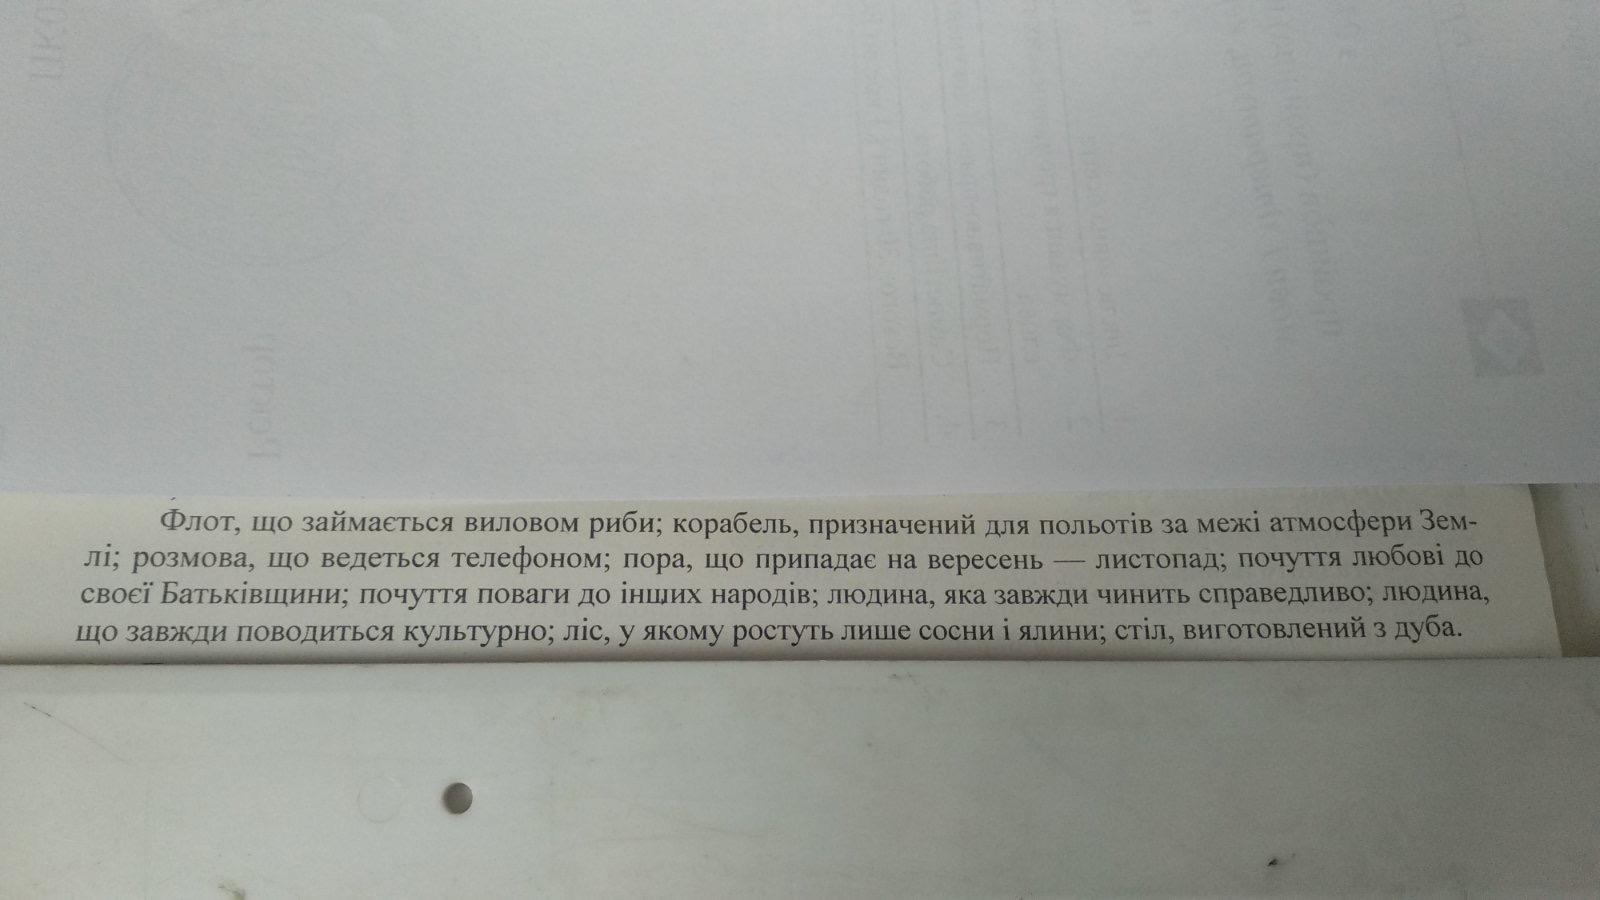 Флот, що займається виловом риби; корабель, призначений для польотів за межі атмосфери Зем-
лі; розмова, що ведеться телефоном; пора, що припадає на вересень — листопад; почуття любові до
своєї Батьківщини; почуття поваги до інших народів; людина, яка завжди чинить справедливо; людина,
що завжди поводиться культурно; ліс, у якому ростуть лише сосни і ялини; стіл, виготовлений з дуба.